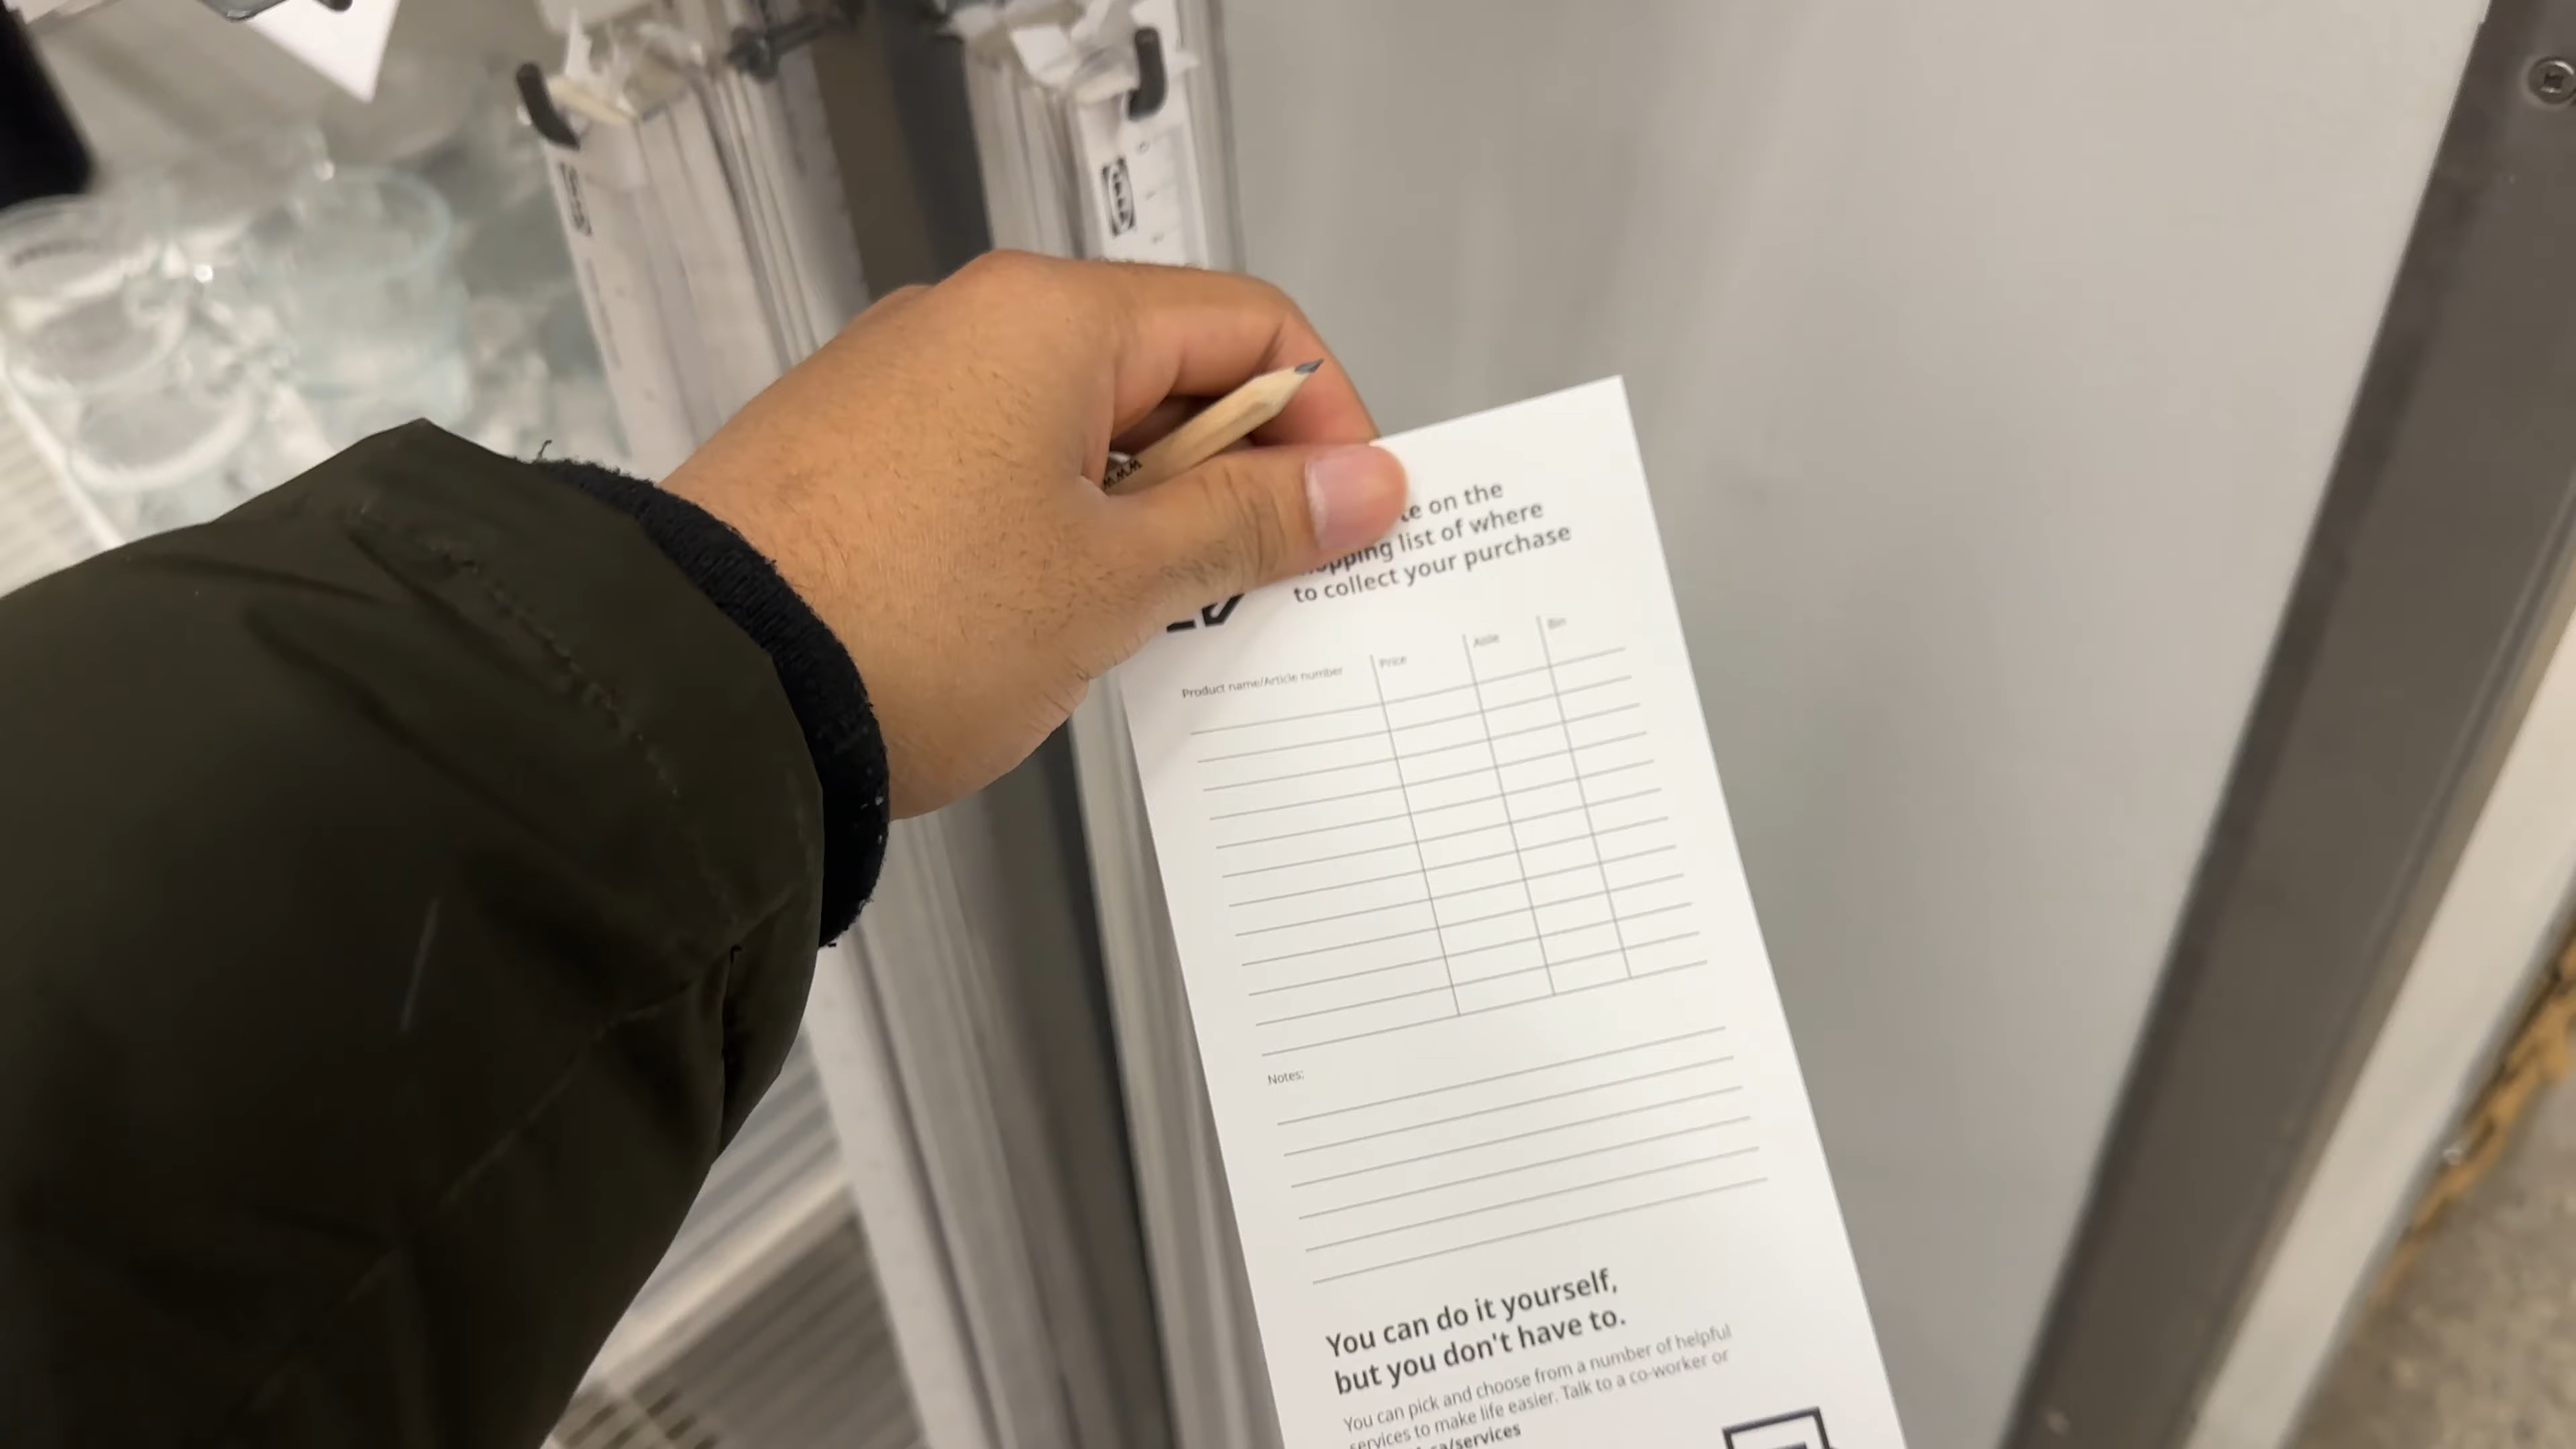 IKEA
www
on the
list of where
to collect your purchase
Product name/Article number Price Aisle Bin
Notes:
You can do it yourself,
but you don't have to.
You can pick and choose from a number of helpful
services to make life easier. Talk to a co-worker or